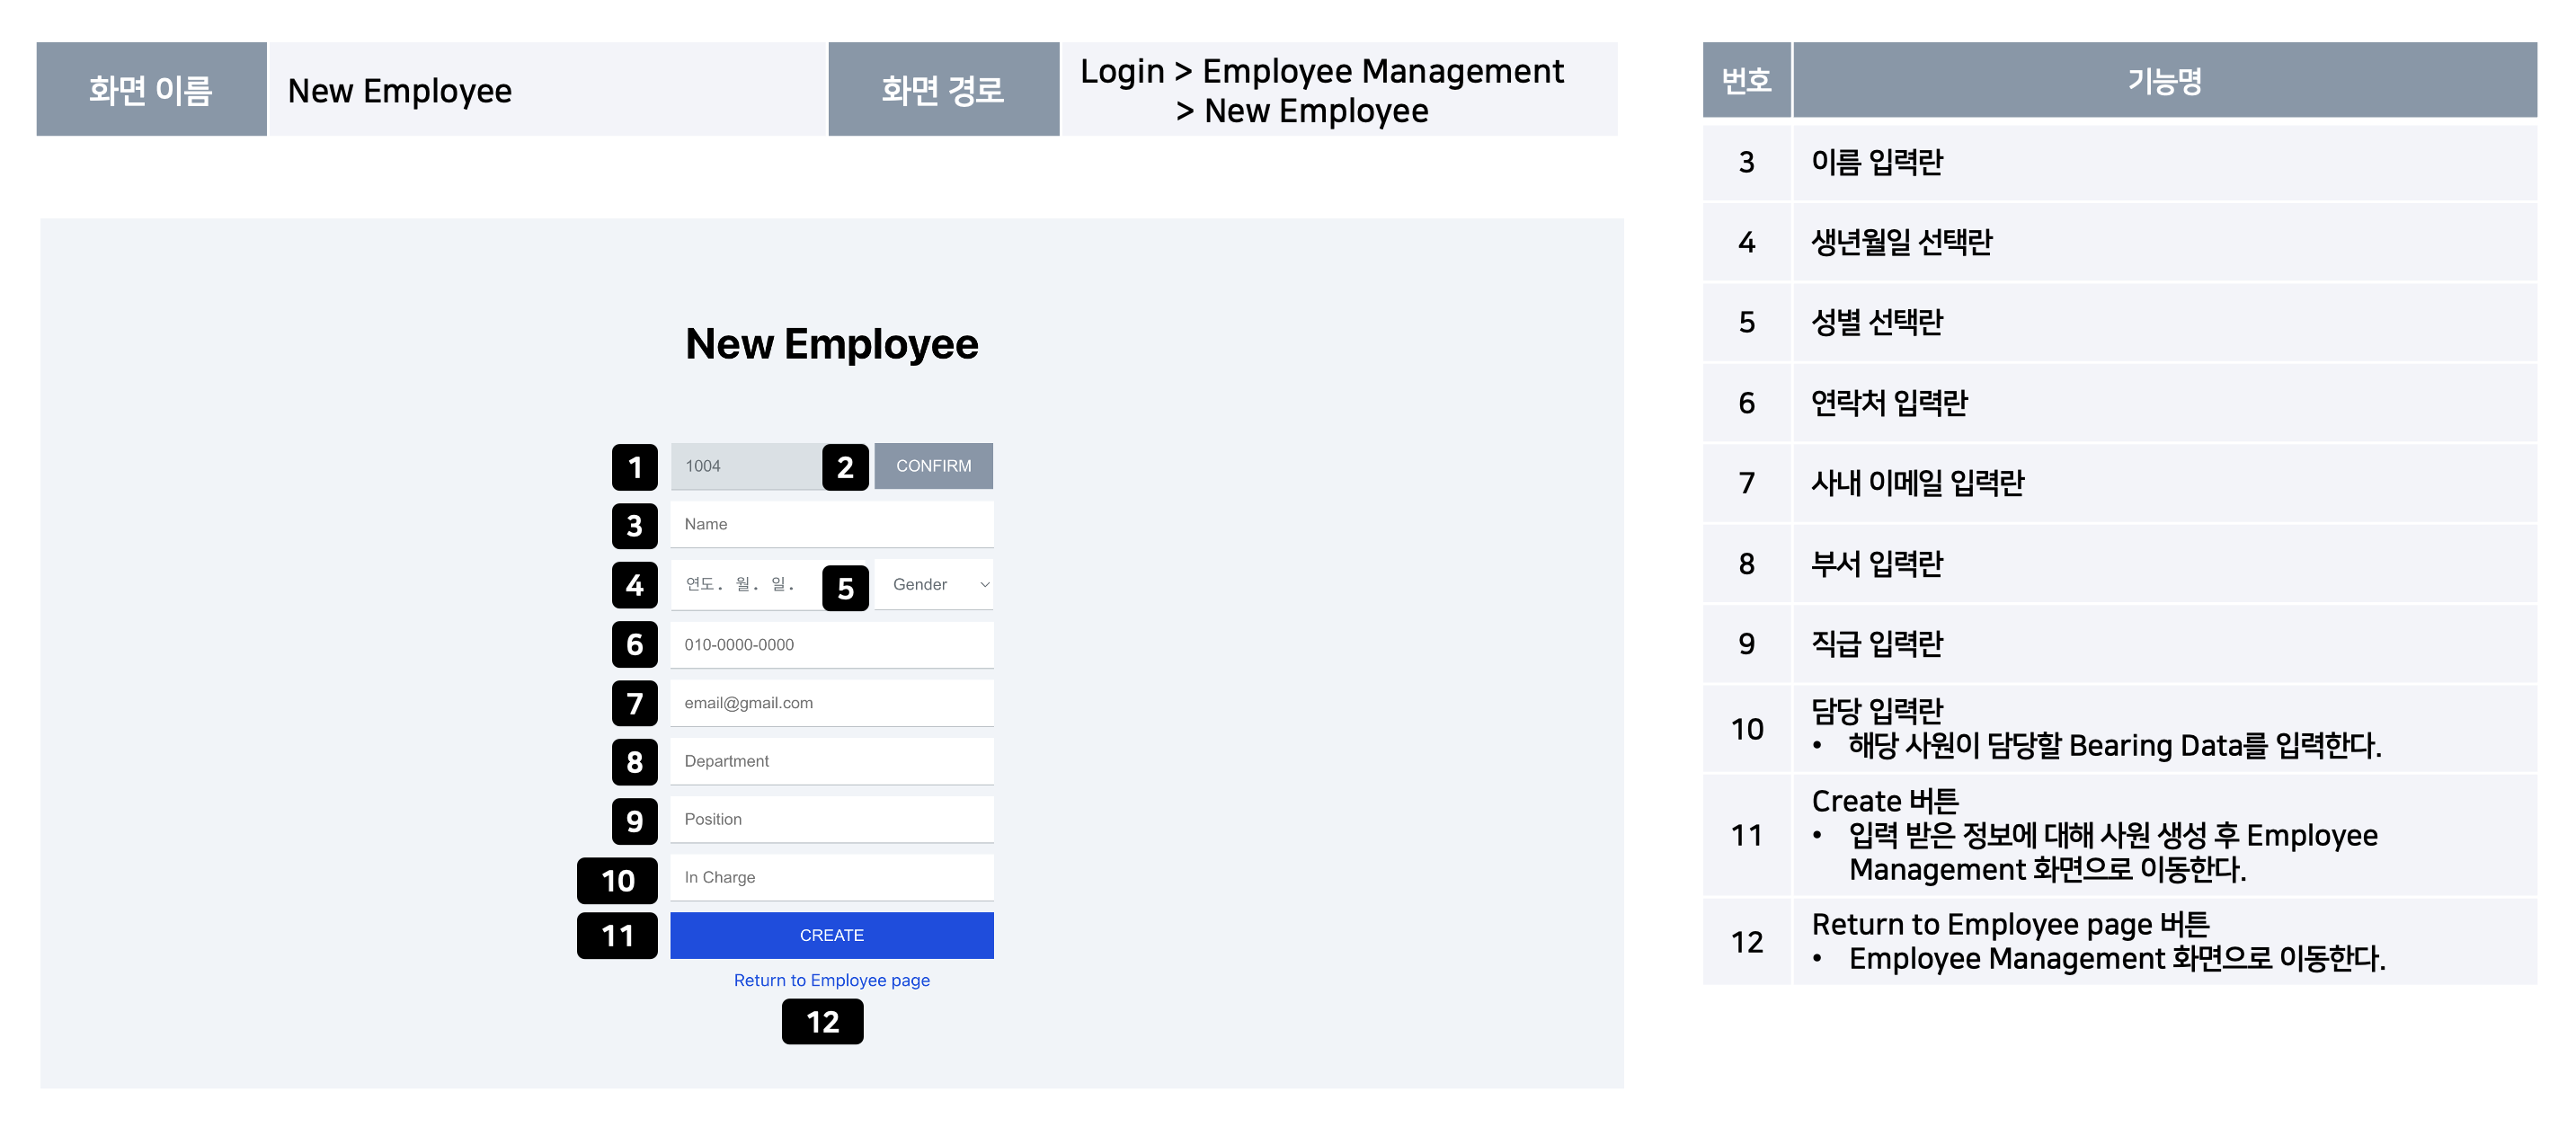 화면 이름
New Employee
화면 경로
Login > Employee Management
> New Employee
New Employee
1
1004
2
CONFIRM
3
Name
4
연도. 월. 일.
5
Gender
6
010-0000-0000
7
email@gmail.com
8
Department
9
Position
10
In Charge
11
CREATE
Return to Employee page
12
번호
기능명
3
이름 입력란
4
생년월일 선택란
5
성별 선택란
6
연락처 입력란
7
사내 이메일 입력란
8
부서 입력란
9
직급 입력란
10
담당 입력란
• 해당 사원이 담당할 Bearing Data를 입력한다.
11
Create 버튼
• 입력 받은 정보에 대해 사원 생성 후 Employee
Management 화면으로 이동한다.
12
Return to Employee page 버튼
• Employee Management 화면으로 이동한다.